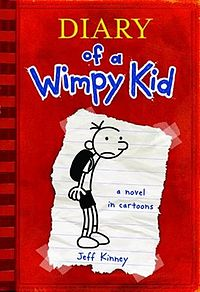 DIARY
of a
Wimpy Kid
a novel
in cartoons
Jeff Kinney